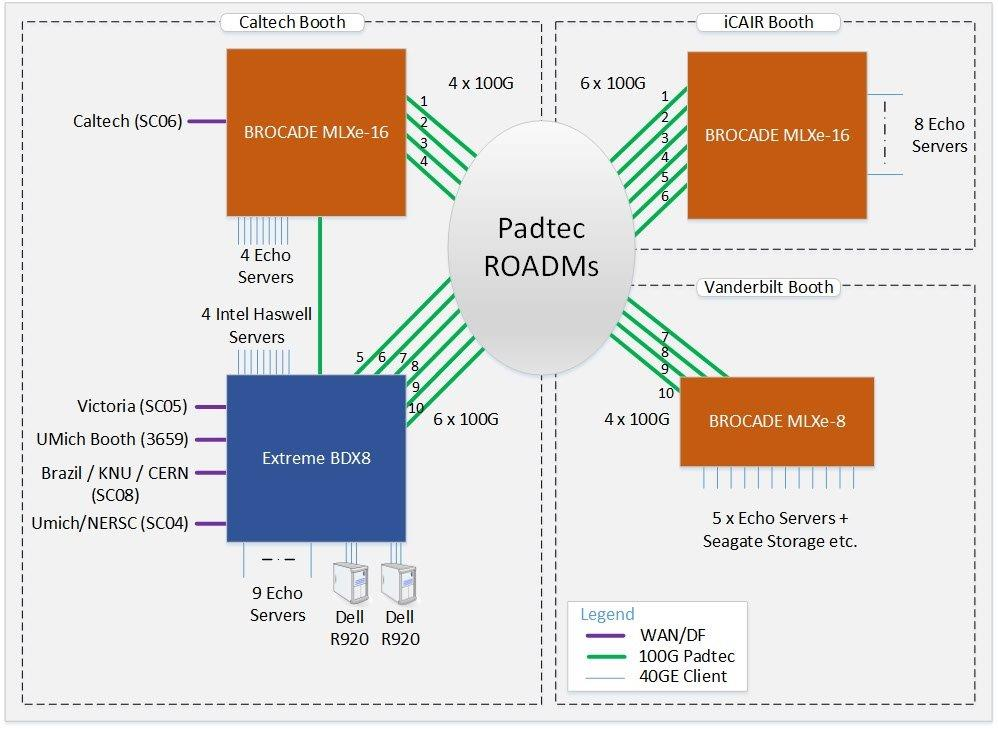 Caltech Booth
iCAIR Booth
4 x 100G
6 x 100G
Caltech (SC06)
BROCADE MLXe-16
1
2
3
4
1
2
3
4
5
6
BROCADE MLXe-16
8 Echo
Servers
Padtec
ROADMs
4 Echo
Servers
Vanderbilt Booth
4 Intel Haswell
Servers
5
6
7
8
9
10
6 x 100G
7
8
9
10
4 x 100G
BROCADE MLXe-8
Victoria (SC05)
UMich Booth (3659)
Brazil / KNU / CERN
(SC08)
Umich/NERSC (SC04)
Extreme BDX8
5 x Echo Servers +
Seagate Storage etc.
9 Echo
Servers
Dell
R920
Dell
R920
Legend
WAN/DF
100G Padtec
40GE Client